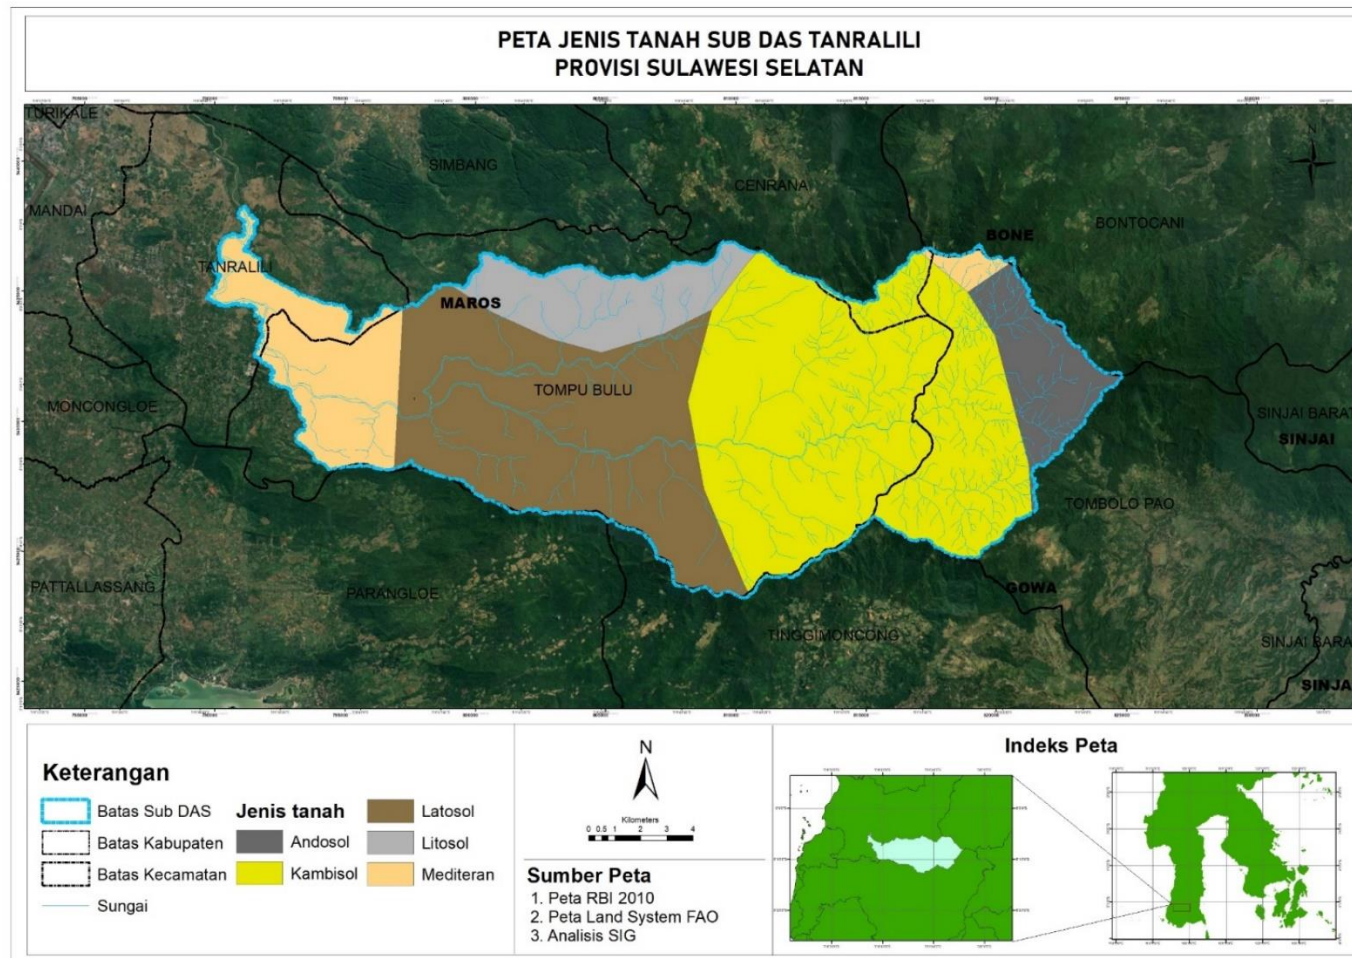 PETA JENIS TANAH SUB DAS TANRALILI
PROVISI SULAWESI SELATAN
TURIKALE
SIMBANG
CENRANA
N
MANDAI
BONTOCANI
BONE
TANRALILI
MAROS
TOMPU BULU
MONCONGLOE
SINJAI BARAT
SINJAI
TOMBOLO PAO
PATTALLASSANG
PARANGLOE
GOWA
TINGGIMONCONG
SINJAI BARA
SINJA
Keterangan
Batas Sub DAS
Batas Kabupaten
Batas Kecamatan
Sungai
Jenis tanah
Andosol
Kambisol
Latosol
Litosol
Mediteran
N
Kilometers
0 0.5 1 2 3 4
Sumber Peta
1. Peta RBI 2010
2. Peta Land System FAO
3. Analisis SIG
Indeks Peta